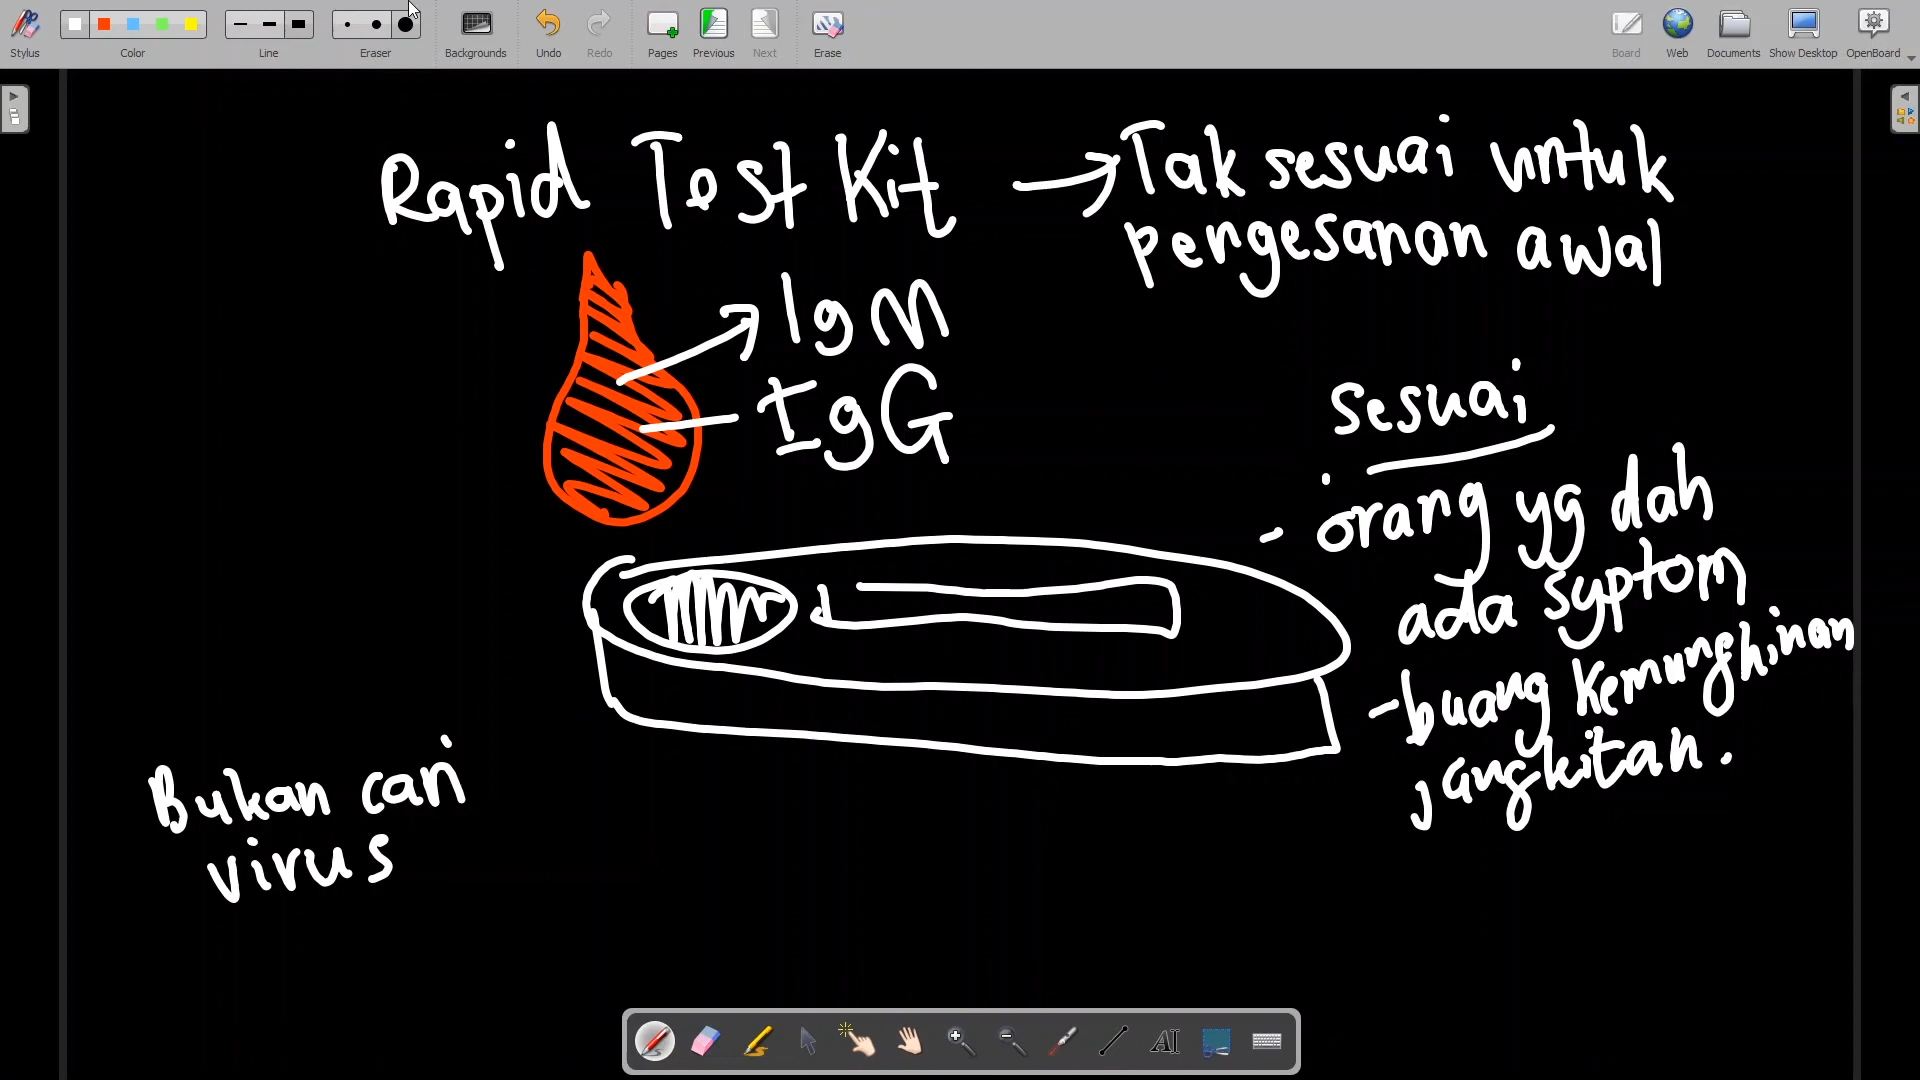 Stylus
Color
Line
Eraser
Backgrounds
Undo
Redo
Pages
Previous
Next
Erase
Board
Web
Documents
Show Desktop
OpenBoard
Rapid Test Kit → Tak sesuai untuk
pengesanan awal
IgM
IgG
sesuai
- orang yg dah
ada syptom
- buang kemungkinan
jangkitan.
Bukan cari
virus